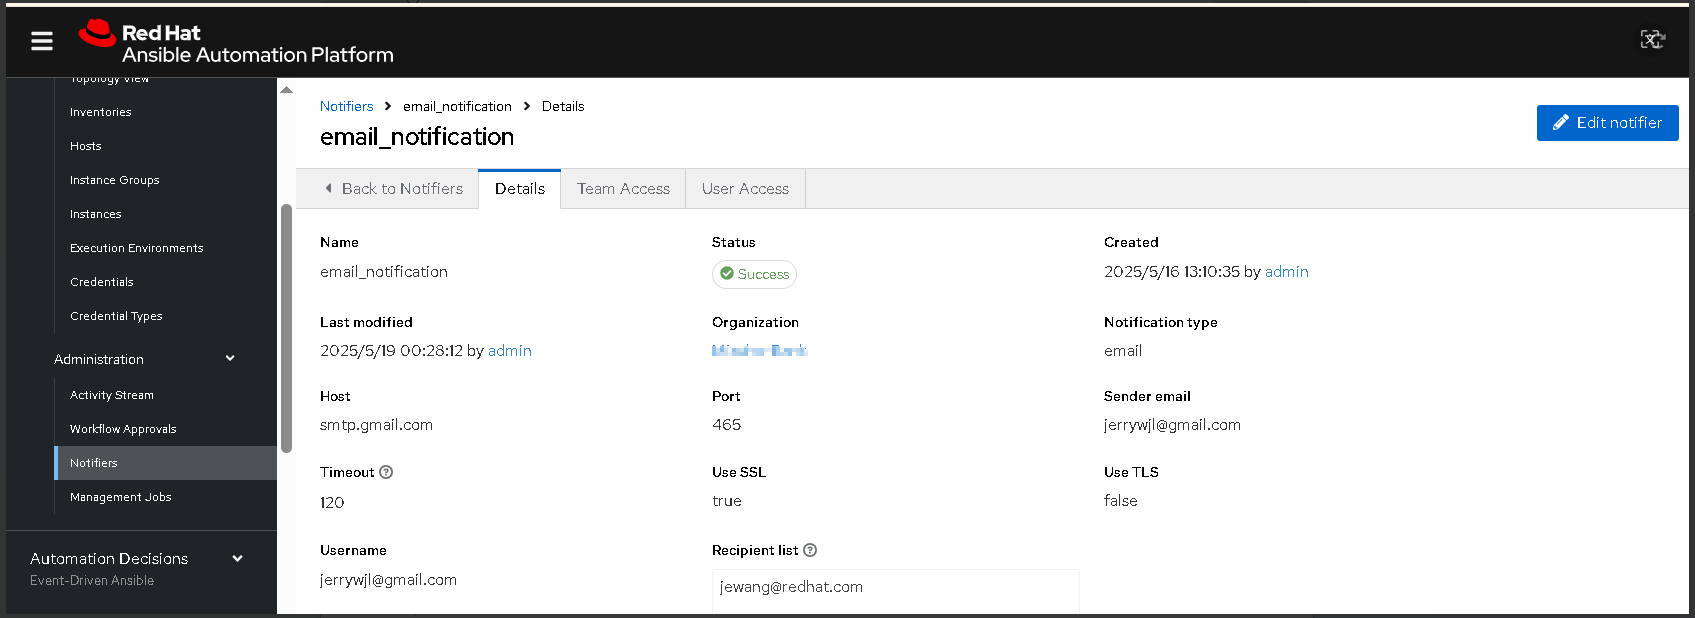 Red Hat
Ansible Automation Platform
Topology View
Inventories
Hosts
Instance Groups
Instances
Execution Environments
Credentials
Credential Types
Administration
Activity Stream
Workflow Approvals
Notifiers
Management Jobs
Automation Decisions
Event-Driven Ansible
Notifiers > email_notification > Details
email_notification
Edit notifier
Back to Notifiers Details Team Access User Access
Name Status Created
email_notification Success 2025/5/16 13:10:35 by admin
Last modified Organization Notification type
2025/5/19 00:28:12 by admin email
Host Port Sender email
smtp.gmail.com 465 jerrywjl@gmail.com
Timeout Use SSL Use TLS
120 true false
Username Recipient list
jerrywjl@gmail.com jewang@redhat.com